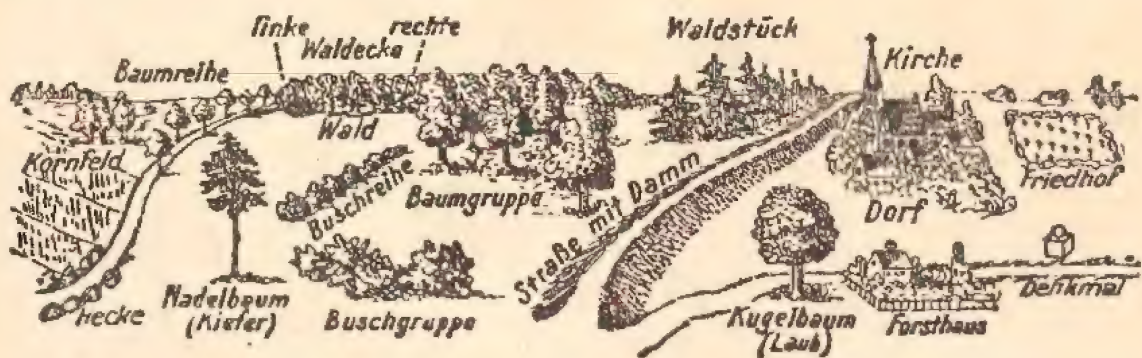 linke rechte
Waldecke
Waldstück
Kirche
Baumreihe
Wald
Kornfeld
Buschreihe
Baumgruppe
Straße mit Damm
Dorf
Friedhof
Hecke
Nadelbaum
(Kiefer)
Buschgruppe
Kugelbaum
(Laub)
Forsthaus
Denkmal